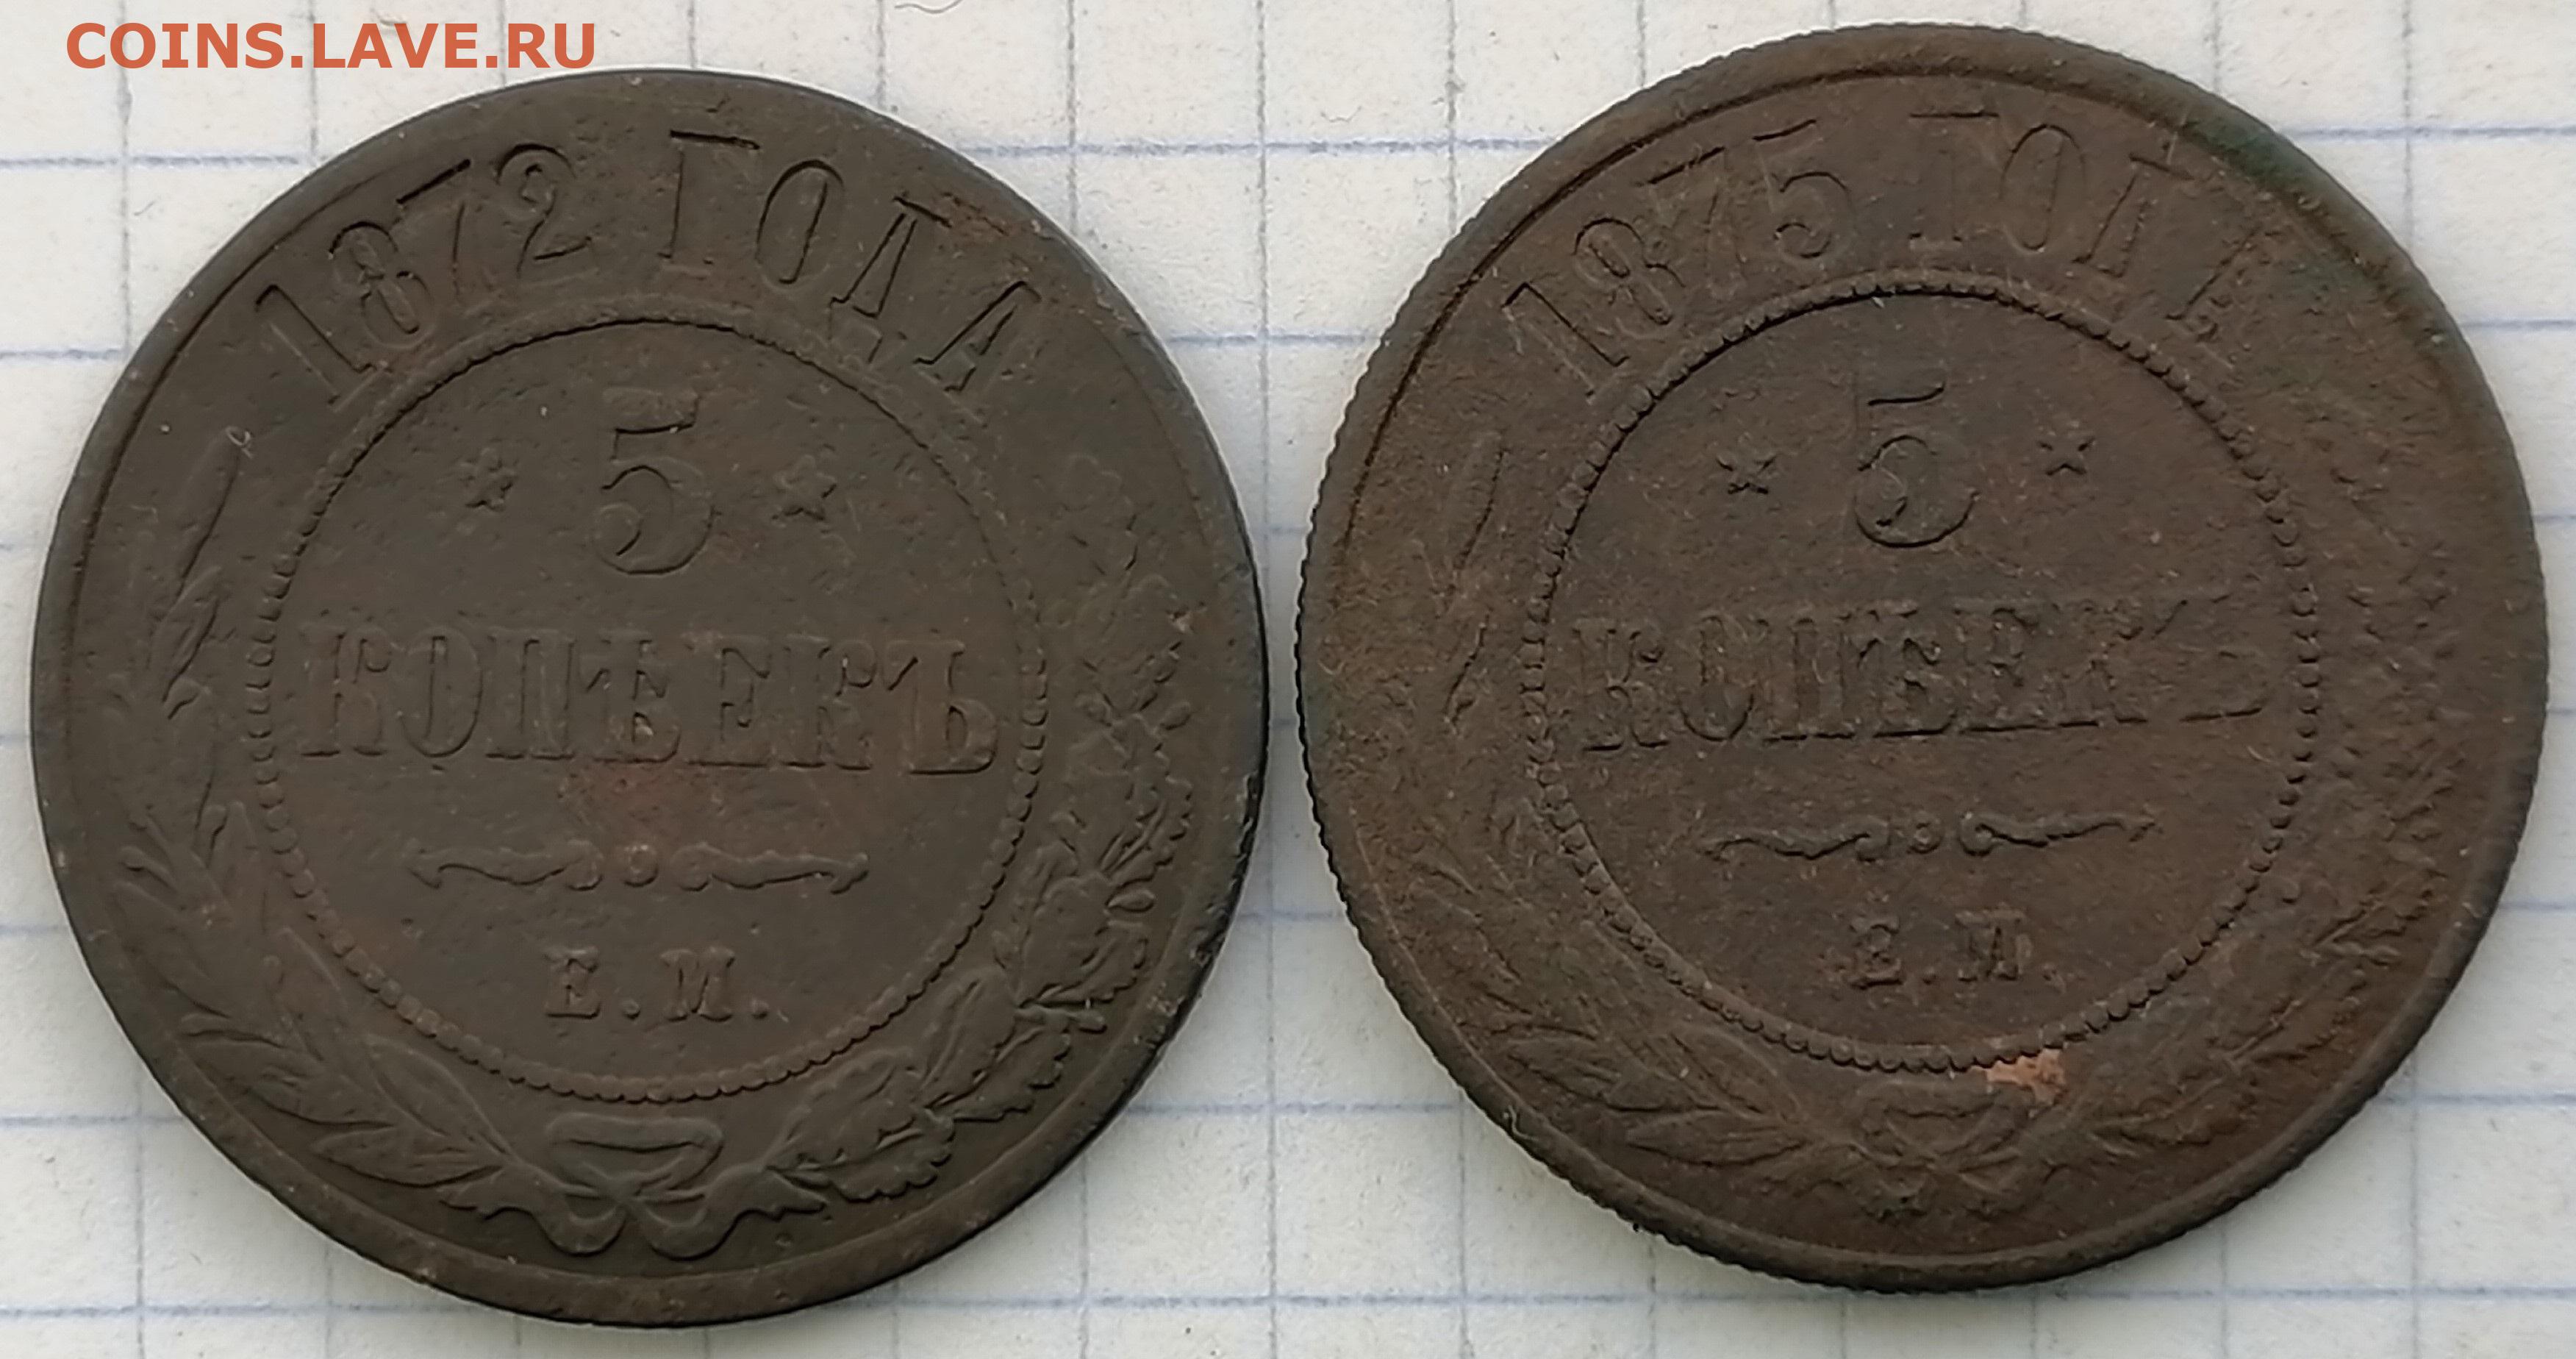 COINS.LAVE.RU
1872 ГОДА
5
КОПѢЕКЪ
Е.М.
1875 ГОДА
5
КОПѢЕКЪ
Е.М.